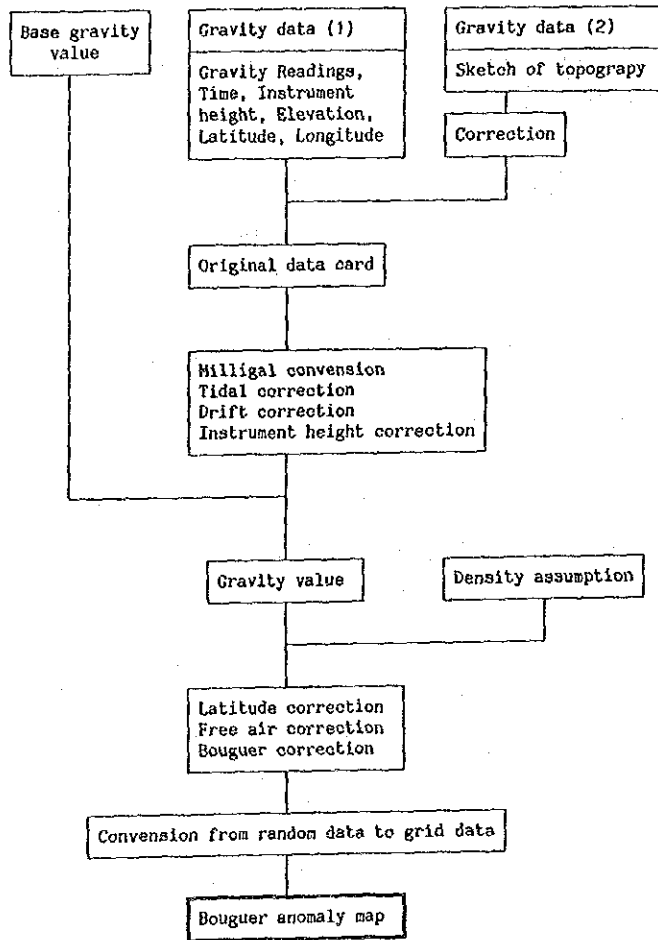 Base gravity
value
Gravity data (1)
Gravity Readings,
Time, Instrument
height, Elevation,
Latitude, Longitude
Gravity data (2)
Sketch of topograpy
Correction
Original data card
Milligal convension
Tidal correction
Drift correction
Instrument height correction
Gravity value
Density assumption
Latitude correction
Free air correction
Bouguer correction
Convension from random data to grid data
Bouguer anomaly map